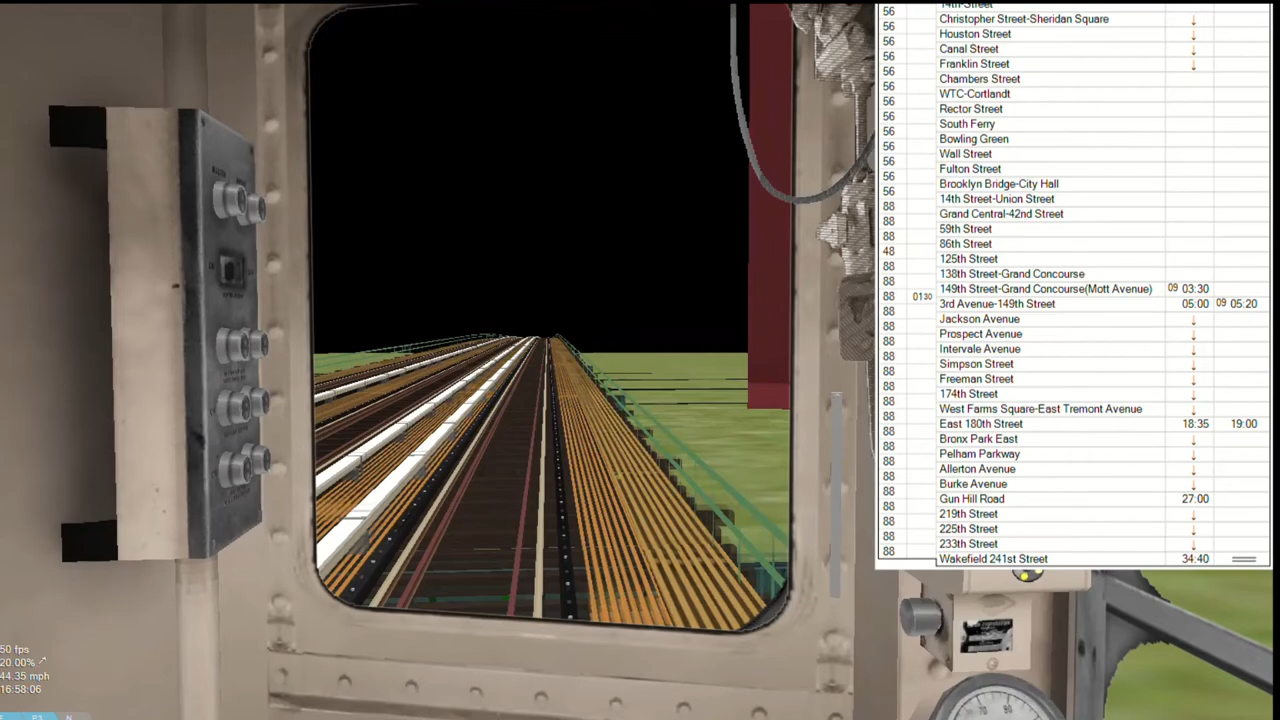 14th-Street
56 Christopher Street-Sheridan Square ↓
56 Houston Street ↓
56 Canal Street ↓
56 Franklin Street ↓
56 Chambers Street
56 WTC-Cortlandt
56 Rector Street
56 South Ferry
56 Bowling Green
56 Wall Street
56 Fulton Street
56 Brooklyn Bridge-City Hall
56 14th Street-Union Street
88 Grand Central-42nd Street
88 59th Street
88 86th Street
48 125th Street
88 138th Street-Grand Concourse
88 149th Street-Grand Concourse(Mott Avenue) 09 03:30
88 0130 3rd Avenue-149th Street 05:00 09 05:20
88 Jackson Avenue ↓
88 Prospect Avenue ↓
88 Intervale Avenue ↓
88 Simpson Street ↓
88 Freeman Street ↓
88 174th Street ↓
88 West Farms Square-East Tremont Avenue ↓
88 East 180th Street 18:35 19:00
88 Bronx Park East ↓
88 Pelham Parkway ↓
88 Allerton Avenue ↓
88 Burke Avenue ↓
88 Gun Hill Road 27:00
88 219th Street ↓
88 225th Street ↓
88 233th Street ↓
88 Wakefield 241st Street 34:40
50 fps
20.00%
44.35 mph
16:58:06
P3 N
70 90